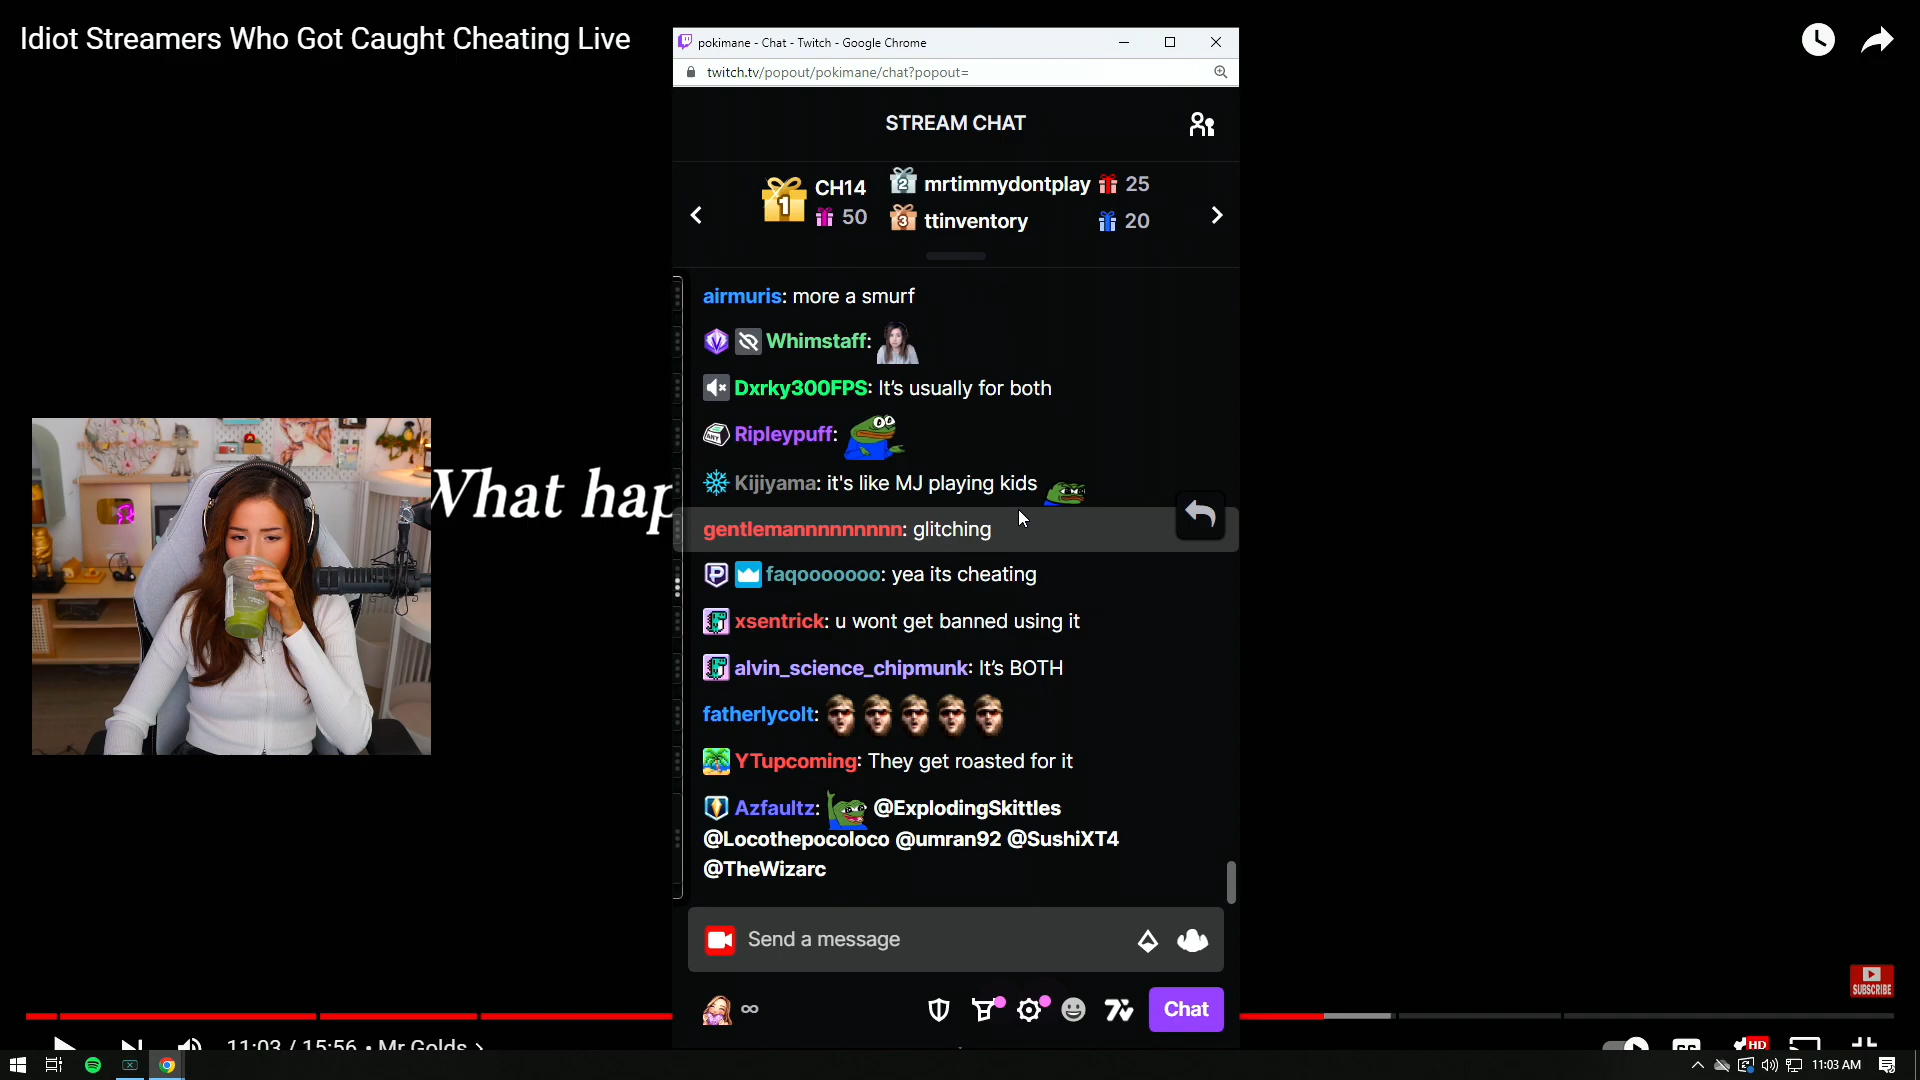 Idiot Streamers Who Got Caught Cheating Live
pokimane - Chat - Twitch - Google Chrome
twitch.tv/popout/pokimane/chat?popout=
STREAM CHAT
1 CH14 50
2 mrtimmydontplay 25
3 ttinventory 20
airmuris: more a smurf
Whimstaff:
Dxrky300FPS: It's usually for both
Ripleypuff:
Kijiyama: it's like MJ playing kids
What hap
gentlemannnnnnnnn: glitching
faqooooooo: yea its cheating
xsentrick: u wont get banned using it
alvin_science_chipmunk: It's BOTH
fatherlycolt:
YTupcoming: They get roasted for it
Azfaultz: @ExplodingSkittles
@Locothepocoloco @umran92 @SushiXT4
@TheWizarc
Send a message
SUBSCRIBE
∞
Chat
11:03 / 15:56 • Mr Golds
CC HD
11:03 AM